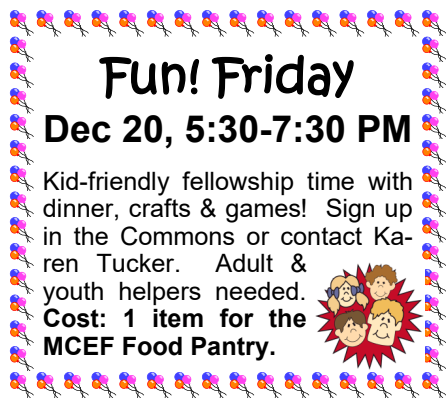 Fun! Friday
Dec 20, 5:30-7:30 PM
Kid-friendly fellowship time with
dinner, crafts & games!  Sign up
in the Commons or contact Ka-
ren Tucker.  Adult &
youth helpers needed.
Cost: 1 item for the
MCEF Food Pantry.